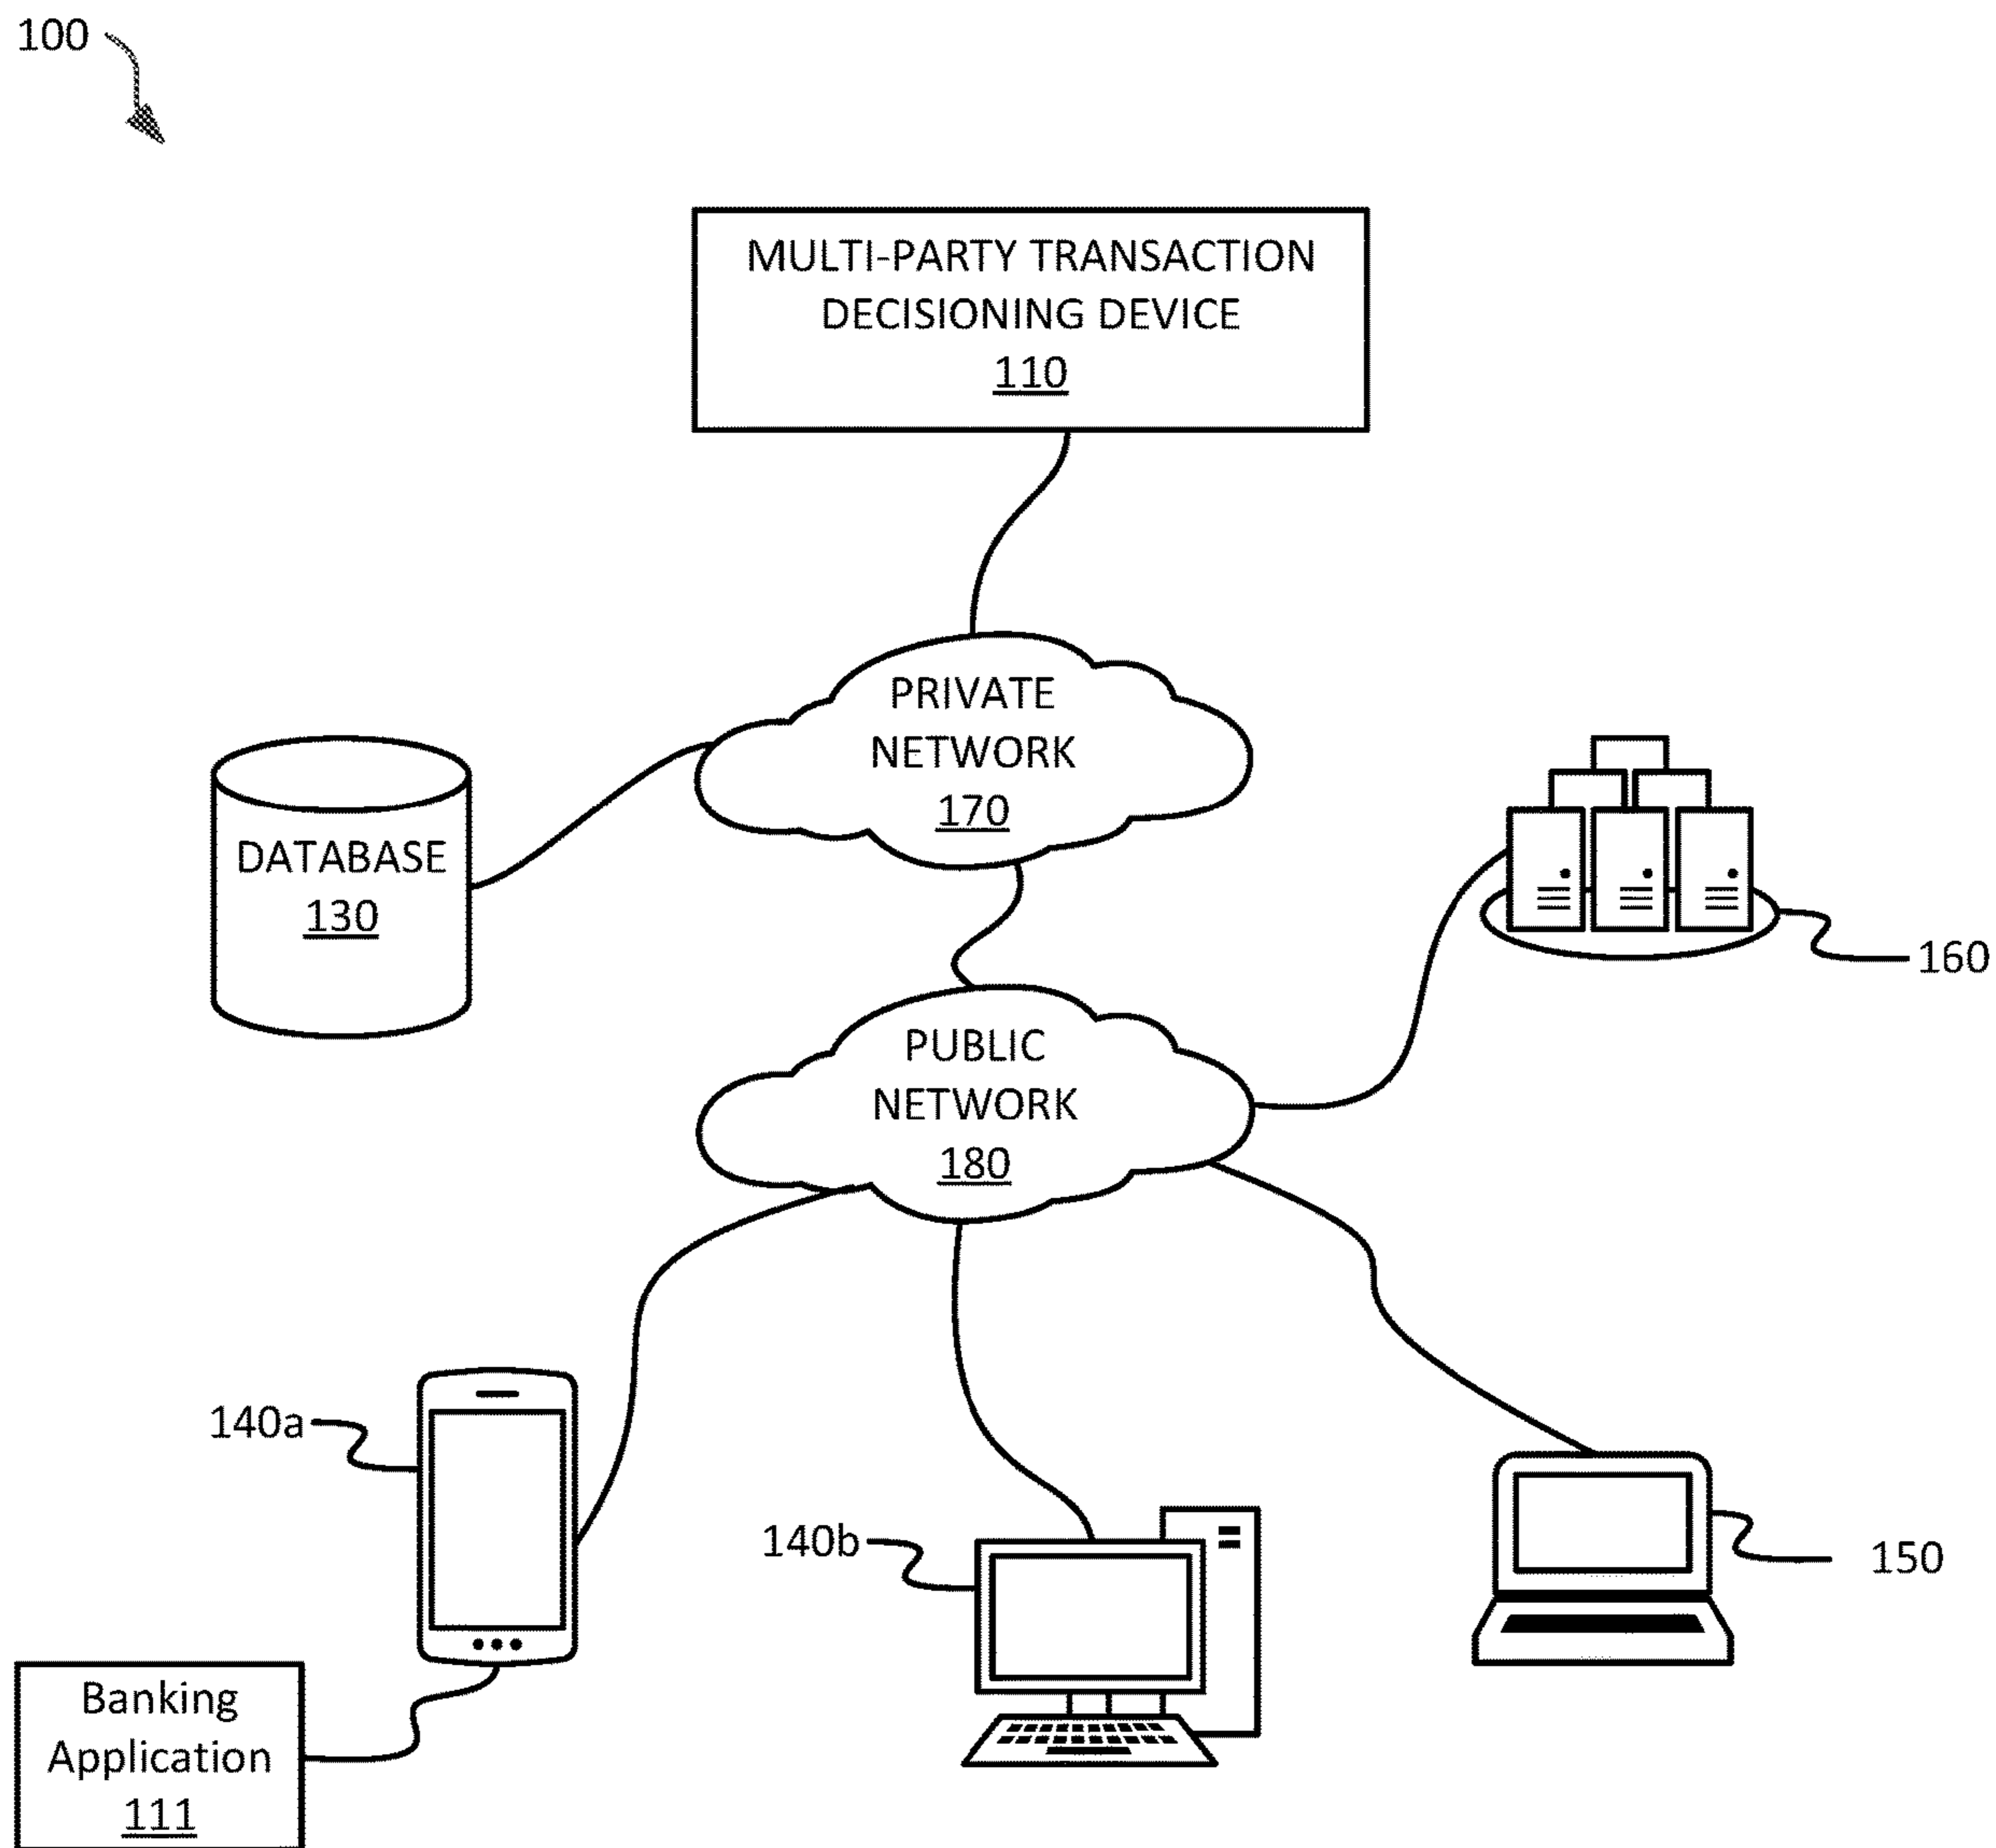 100
MULTI-PARTY TRANSACTION
DECISIONING DEVICE
110
PRIVATE
NETWORK
170
DATABASE
130
160
PUBLIC
NETWORK
180
140a
140b
150
Banking
Application
111